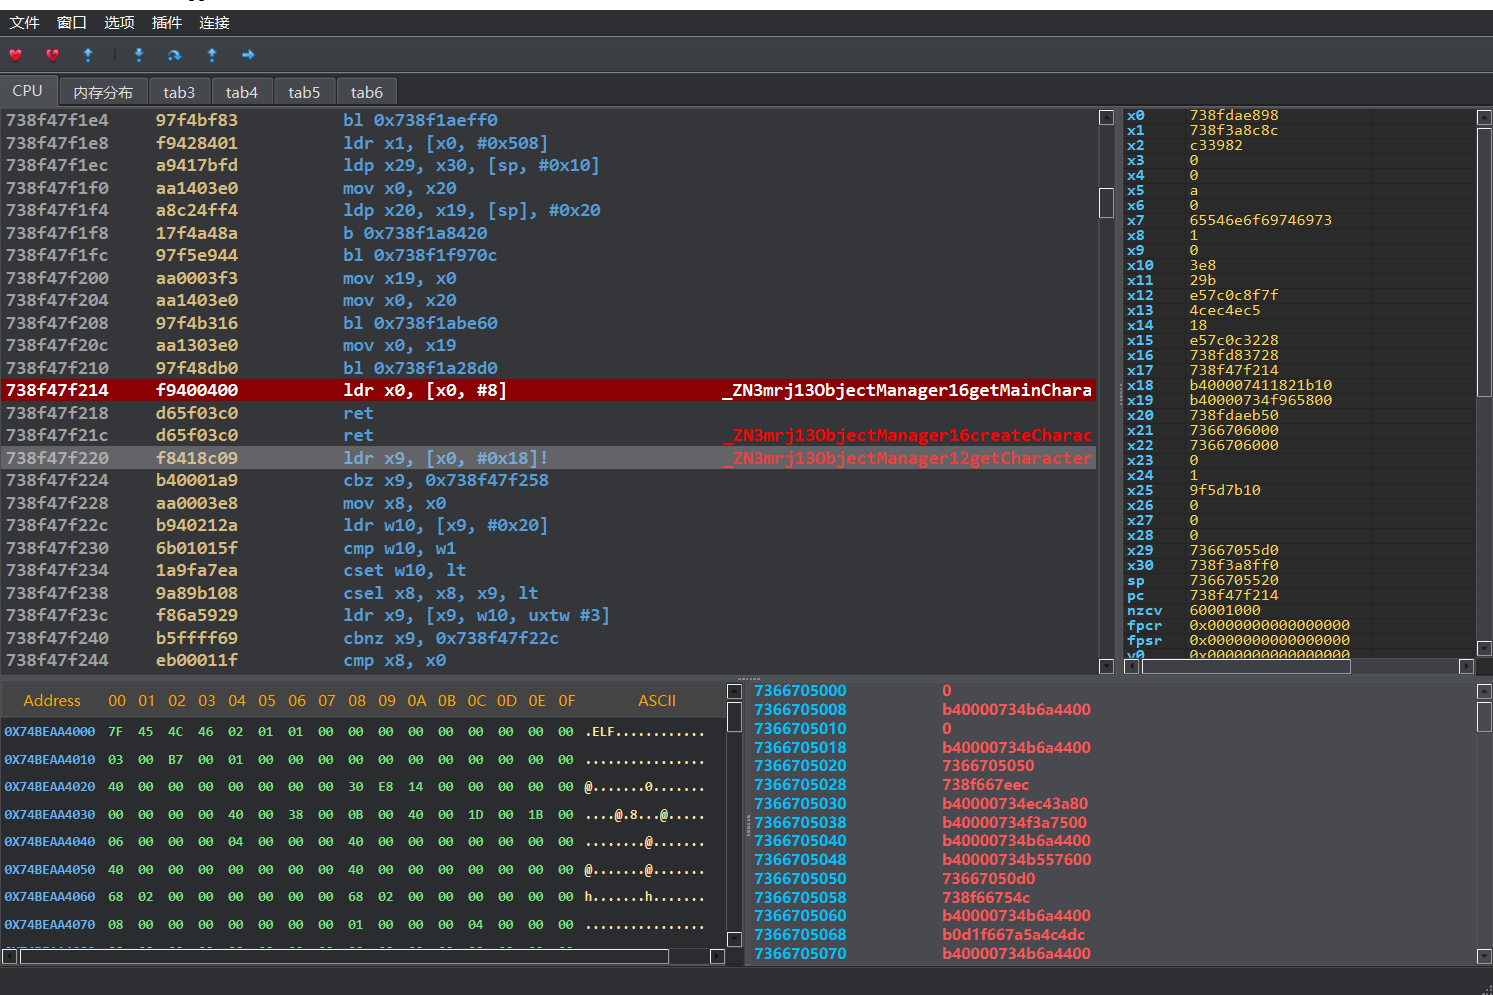 文件 窗口 选项 插件 连接
CPU 内存分布 tab3 tab4 tab5 tab6
738f47f1e4 97f4bf83 bl 0x738f1aeff0
738f47f1e8 f9428401 ldr x1, [x0, #0x508]
738f47f1ec a9417bfd ldp x29, x30, [sp, #0x10]
738f47f1f0 aa1403e0 mov x0, x20
738f47f1f4 a8c24ff4 ldp x20, x19, [sp], #0x20
738f47f1f8 17f4a48a b 0x738f1a8420
738f47f1fc 97f5e944 bl 0x738f1f970c
738f47f200 aa0003f3 mov x19, x0
738f47f204 aa1403e0 mov x0, x20
738f47f208 97f4b316 bl 0x738f1abe60
738f47f20c aa1303e0 mov x0, x19
738f47f210 97f48db0 bl 0x738f1a28d0
738f47f214 f9400400 ldr x0, [x0, #8] _ZN3mrj13ObjectManager16getMainChara
738f47f218 d65f03c0 ret
738f47f21c d65f03c0 ret _ZN3mrj13ObjectManager16createCharac
738f47f220 f8418c09 ldr x9, [x0, #0x18]! _ZN3mrj13ObjectManager12getCharacter
738f47f224 b40001a9 cbz x9, 0x738f47f258
738f47f228 aa0003e8 mov x8, x0
738f47f22c b940212a ldr w10, [x9, #0x20]
738f47f230 6b01015f cmp w10, w1
738f47f234 1a9fa7ea cset w10, lt
738f47f238 9a89b108 csel x8, x8, x9, lt
738f47f23c f86a5929 ldr x9, [x9, w10, uxtw #3]
738f47f240 b5ffff69 cbnz x9, 0x738f47f22c
738f47f244 eb00011f cmp x8, x0
x0 738fdae898
x1 738f3a8c8c
x2 c33982
x3 0
x4 0
x5 a
x6 0
x7 65546e6f69746973
x8 1
x9 0
x10 3e8
x11 29b
x12 e57c0c8f7f
x13 4cec4ec5
x14 18
x15 e57c0c3228
x16 738fd83728
x17 738f47f214
x18 b400007411821b10
x19 b40000734f965800
x20 738fdaeb50
x21 7366706000
x22 7366706000
x23 0
x24 1
x25 9f5d7b10
x26 0
x27 0
x28 0
x29 73667055d0
x30 738f3a8ff0
sp 7366705520
pc 738f47f214
nzcv 60001000
fpcr 0x0000000000000000
fpsr 0x0000000000000000
v0 0x0000000000000000
Address 00 01 02 03 04 05 06 07 08 09 0A 0B 0C 0D 0E 0F ASCII
0X74BEAA4000 7F 45 4C 46 02 01 01 00 00 00 00 00 00 00 00 00 .ELF............
0X74BEAA4010 03 00 B7 00 01 00 00 00 00 00 00 00 00 00 00 00 ................
0X74BEAA4020 40 00 00 00 00 00 00 00 30 E8 14 00 00 00 00 00 @.......0.......
0X74BEAA4030 00 00 00 00 40 00 38 00 0B 00 40 00 1D 00 1B 00 ....@.8...@.....
0X74BEAA4040 06 00 00 00 04 00 00 00 40 00 00 00 00 00 00 00 ........@.......
0X74BEAA4050 40 00 00 00 00 00 00 00 40 00 00 00 00 00 00 00 @.......@.......
0X74BEAA4060 68 02 00 00 00 00 00 00 68 02 00 00 00 00 00 00 h.......h.......
0X74BEAA4070 08 00 00 00 00 00 00 00 01 00 00 00 04 00 00 00 ................
7366705000 0
7366705008 b40000734b6a4400
7366705010 0
7366705018 b40000734b6a4400
7366705020 7366705050
7366705028 738f667eec
7366705030 b40000734ec43a80
7366705038 b40000734f3a7500
7366705040 b40000734b6a4400
7366705048 b40000734b557600
7366705050 73667050d0
7366705058 738f66754c
7366705060 b40000734b6a4400
7366705068 b0d1f667a5a4c4dc
7366705070 b40000734b6a4400